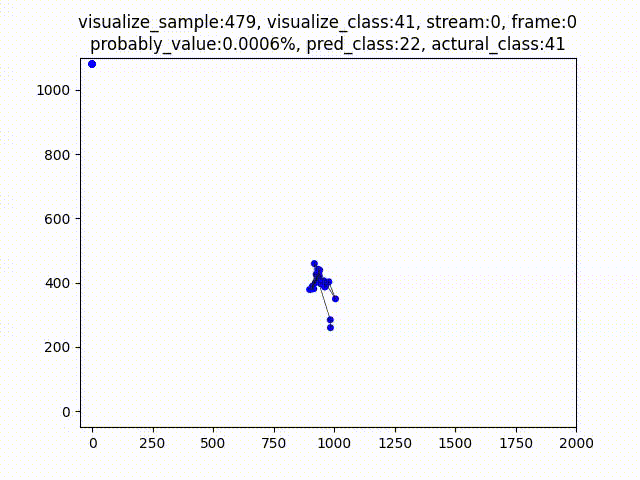 visualize_sample:479, visualize_class:41, stream:0, frame:0
probably_value:0.0006%, pred_class:22, actural_class:41
1000
800
600
400
200
0
0 250 500 750 1000 1250 1500 1750 2000